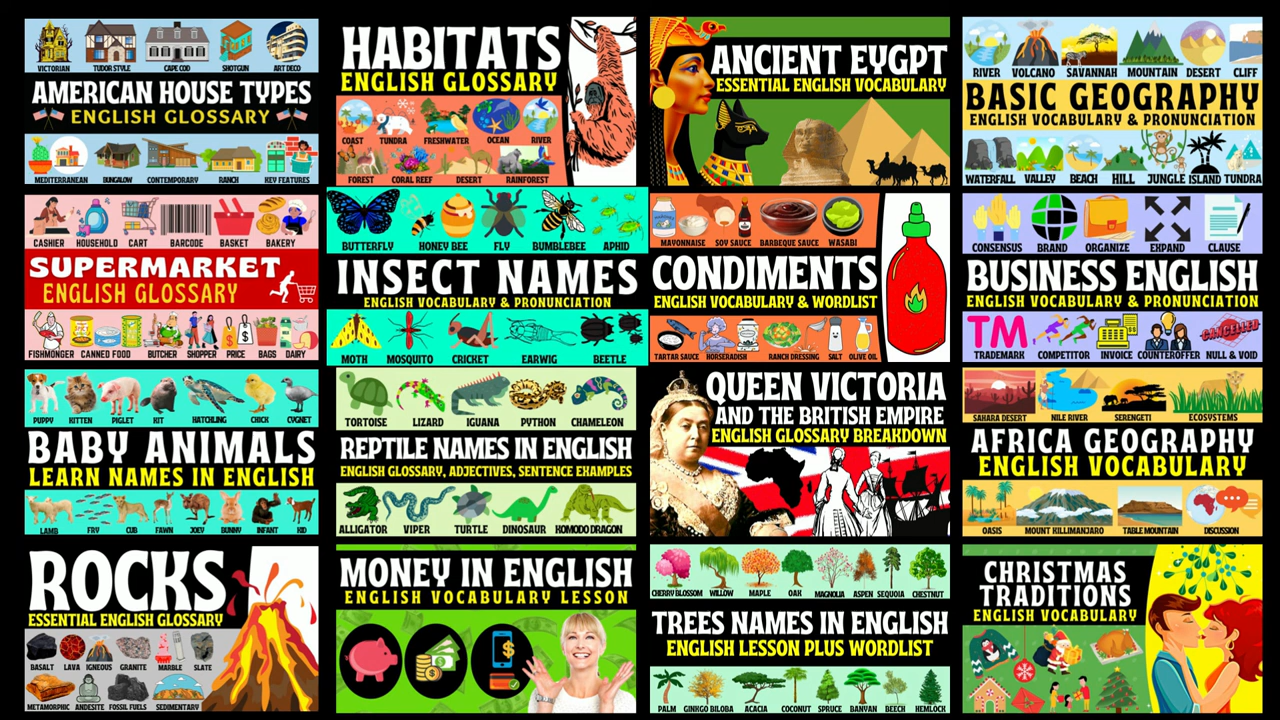 VICTORIAN TUDOR STYLE CAPE COD SHOTGUN ART DECO
AMERICAN HOUSE TYPES
ENGLISH GLOSSARY
MEDITERRANEAN BUNGALOW CONTEMPORARY RANCH KEY FEATURES
HABITATS
ENGLISH GLOSSARY
COAST TUNDRA FRESHWATER OCEAN RIVER
FOREST CORAL REEF DESERT RAINFOREST
ANCIENT EYGPT
ESSENTIAL ENGLISH VOCABULARY
RIVER VOLCANO SAVANNAH MOUNTAIN DESERT CLIFF
BASIC GEOGRAPHY
ENGLISH VOCABULARY & PRONUNCIATION
WATERFALL VALLEY BEACH HILL JUNGLE ISLAND TUNDRA
CASHIER HOUSEHOLD CART BARCODE BASKET BAKERY
SUPERMARKET
ENGLISH GLOSSARY
FISHMONGER CANNED FOOD BUTCHER SHOPPER PRICE BAGS DAIRY
BUTTERFLY HONEY BEE FLY BUMBLEBEE APHID
INSECT NAMES
ENGLISH VOCABULARY & PRONUNCIATION
MOTH MOSQUITO CRICKET EARWIG BEETLE
MAYONNAISE SOY SAUCE BARBEQUE SAUCE WASABI
CONDIMENTS
ENGLISH VOCABULARY & WORDLIST
TARTAR SAUCE HORSERADISH RANCH DRESSING SALT OLIVE OIL
CONSENSUS BRAND ORGANIZE EXPAND CLAUSE
BUSINESS ENGLISH
ENGLISH VOCABULARY & PRONUNCIATION
TM CANCELLED
TRADEMARK COMPETITOR INVOICE COUNTEROFFER NULL & VOID
PUPPY KITTEN PIGLET KIT HATCHLING CHICK CYGNET
BABY ANIMALS
LEARN NAMES IN ENGLISH
LAMB FRY CUB FAWN JOEY BUNNY INFANT KID
TORTOISE LIZARD IGUANA PYTHON CHAMELEON
REPTILE NAMES IN ENGLISH
ENGLISH GLOSSARY, ADJECTIVES, SENTENCE EXAMPLES
ALLIGATOR VIPER TURTLE DINOSAUR KOMODO DRAGON
QUEEN VICTORIA
AND THE BRITISH EMPIRE
ENGLISH GLOSSARY BREAKDOWN
SAHARA DESERT NILE RIVER SERENGETI ECOSYSTEMS
AFRICA GEOGRAPHY
ENGLISH VOCABULARY
OASIS MOUNT KILLIMANJARO TABLE MOUNTAIN DISCUSSION
ROCKS
ESSENTIAL ENGLISH GLOSSARY
BASALT LAVA IGNEOUS GRANITE MARBLE SLATE
METAMORPHIC ANDESITE FOSSIL FUELS SEDIMENTARY
MONEY IN ENGLISH
ENGLISH VOCABULARY LESSON
CHERRY BLOSSOM WILLOW MAPLE OAK MAGNOLIA ASPEN SEQUOIA CHESTNUT
TREES NAMES IN ENGLISH
ENGLISH LESSON PLUS WORDLIST
PALM GINKGO BILOBA ACACIA COCONUT SPRUCE BANYAN BEECH HEMLOCK
CHRISTMAS
TRADITIONS
ENGLISH VOCABULARY